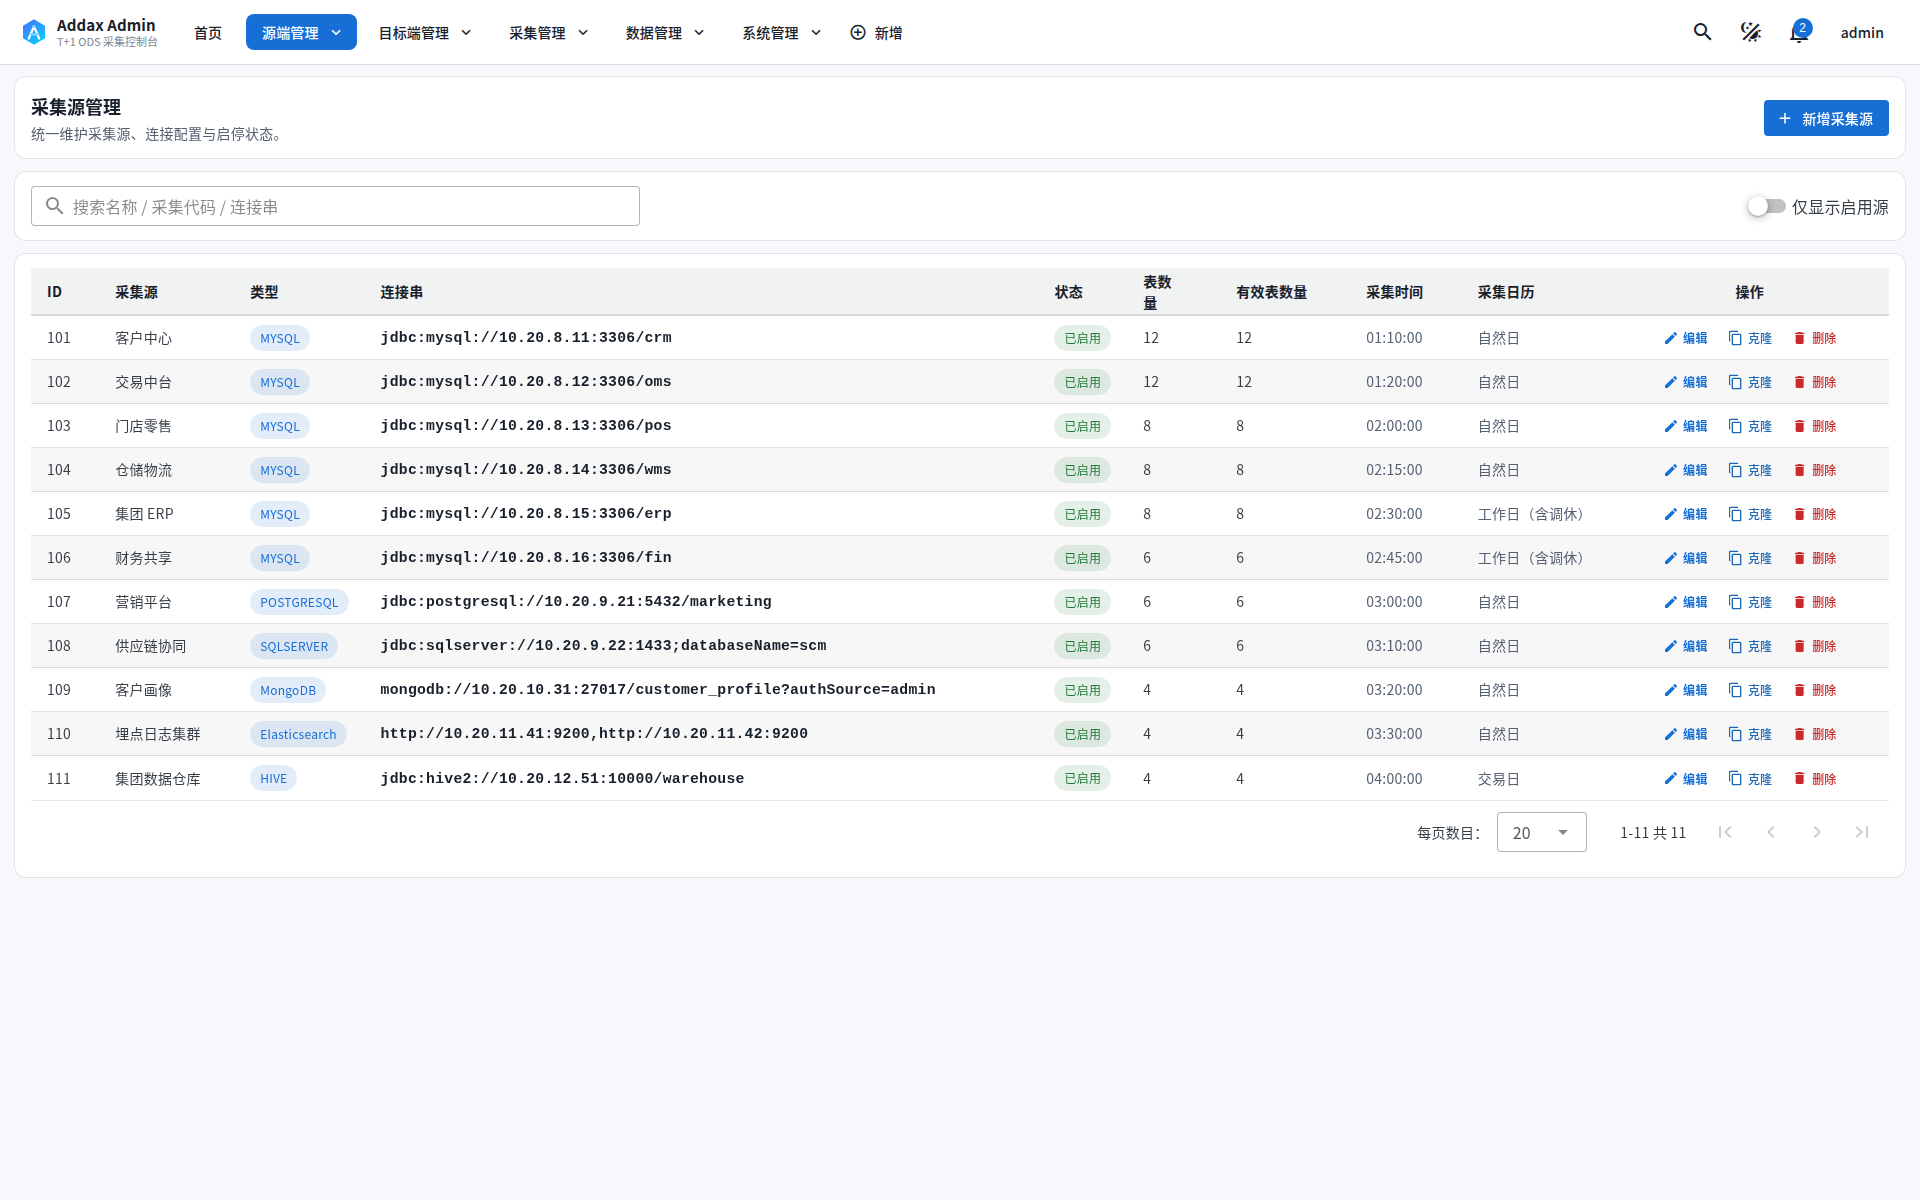 Addax Admin
T+1 ODS 采集控制台
首页
源端管理
目标端管理
采集管理
数据管理
系统管理
新增
2
admin
采集源管理
统一维护采集源、连接配置与启停状态。
新增采集源
搜索名称 / 采集代码 / 连接串
仅显示启用源
ID 采集源 类型 连接串 状态 表数量 有效表数量 采集时间 采集日历 操作
101 客户中心 MYSQL jdbc:mysql://10.20.8.11:3306/crm 已启用 12 12 01:10:00 自然日 编辑 克隆 删除
102 交易中台 MYSQL jdbc:mysql://10.20.8.12:3306/oms 已启用 12 12 01:20:00 自然日 编辑 克隆 删除
103 门店零售 MYSQL jdbc:mysql://10.20.8.13:3306/pos 已启用 8 8 02:00:00 自然日 编辑 克隆 删除
104 仓储物流 MYSQL jdbc:mysql://10.20.8.14:3306/wms 已启用 8 8 02:15:00 自然日 编辑 克隆 删除
105 集团 ERP MYSQL jdbc:mysql://10.20.8.15:3306/erp 已启用 8 8 02:30:00 工作日（含调休） 编辑 克隆 删除
106 财务共享 MYSQL jdbc:mysql://10.20.8.16:3306/fin 已启用 6 6 02:45:00 工作日（含调休） 编辑 克隆 删除
107 营销平台 POSTGRESQL jdbc:postgresql://10.20.9.21:5432/marketing 已启用 6 6 03:00:00 自然日 编辑 克隆 删除
108 供应链协同 SQLSERVER jdbc:sqlserver://10.20.9.22:1433;databaseName=scm 已启用 6 6 03:10:00 自然日 编辑 克隆 删除
109 客户画像 MongoDB mongodb://10.20.10.31:27017/customer_profile?authSource=admin 已启用 4 4 03:20:00 自然日 编辑 克隆 删除
110 埋点日志集群 Elasticsearch http://10.20.11.41:9200,http://10.20.11.42:9200 已启用 4 4 03:30:00 自然日 编辑 克隆 删除
111 集团数据仓库 HIVE jdbc:hive2://10.20.12.51:10000/warehouse 已启用 4 4 04:00:00 交易日 编辑 克隆 删除
每页数目： 20 1-11 共 11